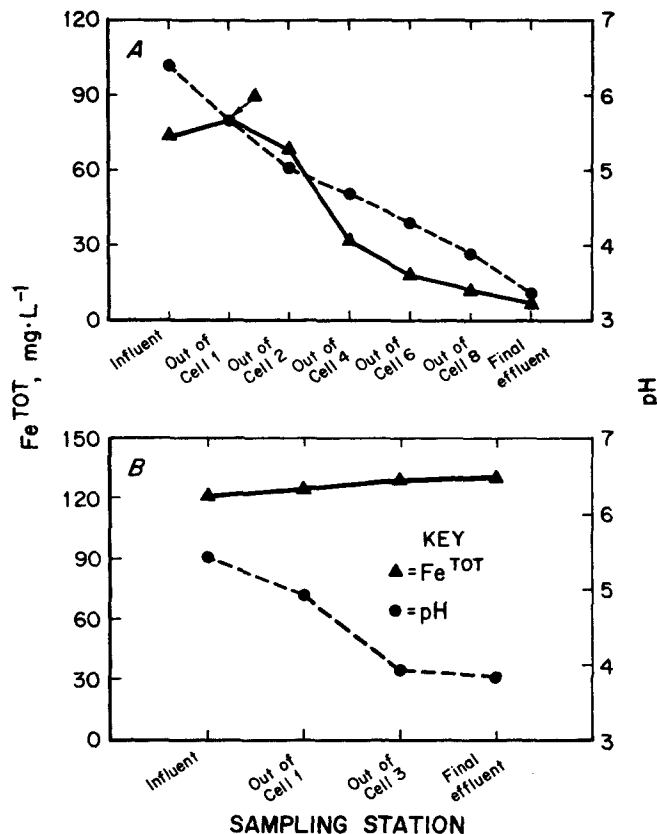 A
120
90
60
30
0
7
6
5
4
3
Influent
Out of
Cell 1
Out of
Cell 2
Out of
Cell 4
Out of
Cell 6
Out of
Cell 8
Final
effluent
Fe TOT, mg·L⁻¹
pH
B
150
120
90
60
30
0
7
6
5
4
3
KEY
▲ = Fe TOT
● = pH
Influent
Out of
Cell 1
Out of
Cell 3
Final
effluent
SAMPLING STATION